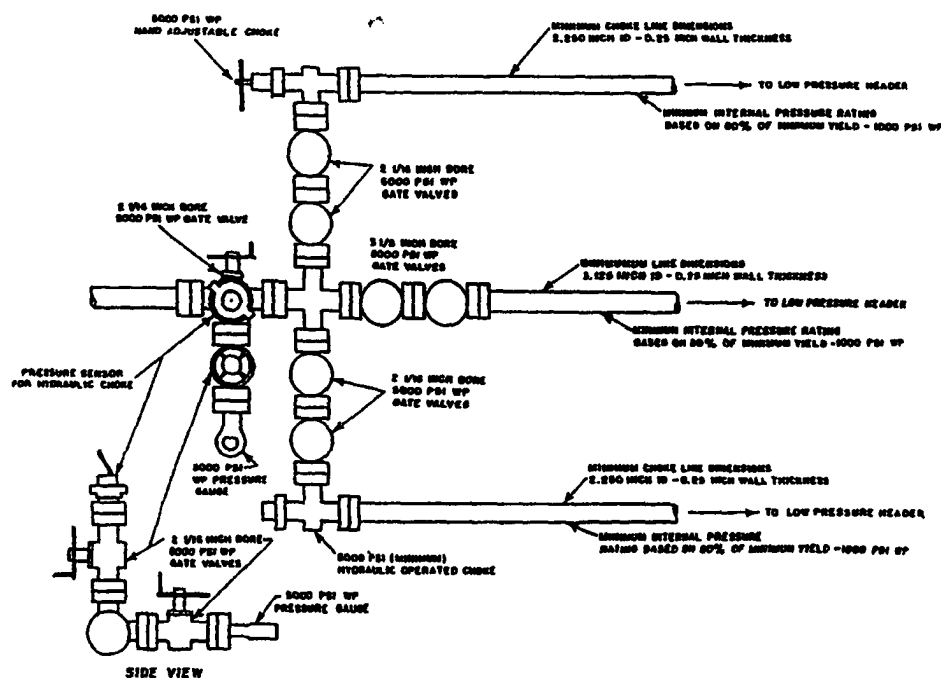 5000 PSI WP
HAND ADJUSTABLE CHOKE
MINIMUM CHOKE LINE DIMENSIONS
2.250 INCH ID - 0.25 INCH WALL THICKNESS
TO LOW PRESSURE HEADER
MINIMUM INTERNAL PRESSURE RATING
BASED ON 80% OF MINIMUM YIELD - 1000 PSI WP
2 1/16 INCH BORE
5000 PSI WP
GATE VALVES
2 1/16 INCH BORE
5000 PSI WP GATE VALVE
3 1/8 INCH BORE
5000 PSI WP
GATE VALVES
LINE DIMENSIONS
3.125 INCH ID - 0.25 INCH WALL THICKNESS
TO LOW PRESSURE HEADER
MINIMUM INTERNAL PRESSURE RATING
BASED ON 80% OF MINIMUM YIELD - 1000 PSI WP
PRESSURE SENSOR
FOR HYDRAULIC CHOKE
2 1/16 INCH BORE
5000 PSI WP
GATE VALVES
5000 PSI
WP PRESSURE
GAUGE
MINIMUM CHOKE LINE DIMENSIONS
2.250 INCH ID - 0.25 INCH WALL THICKNESS
TO LOW PRESSURE HEADER
MINIMUM INTERNAL PRESSURE
RATING BASED ON 80% OF MINIMUM YIELD - 1000 PSI WP
2 1/16 INCH BORE
5000 PSI WP
GATE VALVES
5000 PSI (MINIMUM)
HYDRAULIC OPERATED CHOKE
5000 PSI WP
PRESSURE GAUGE
SIDE VIEW